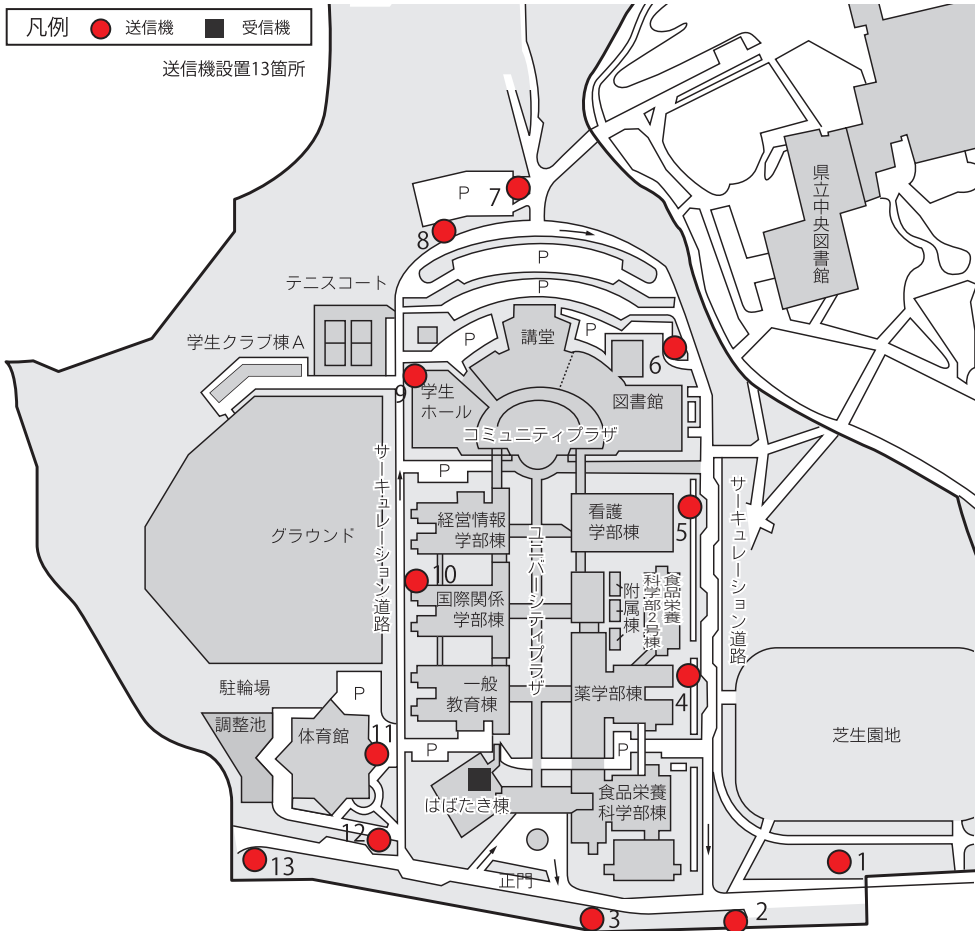 凡例 送信機 受信機
送信機設置13箇所
県立中央図書館
P
7
8
P
P
テニスコート
学生クラブ棟A
P
講堂
P
6
9
学生
ホール
図書館
コミュニティプラザ
P
サーキュレーション道路
サーキュレーション道路
グラウンド
経営情報
学部棟
ユニバーシティプラザ
看護
学部棟
5
10
国際関係
学部棟
附属棟
食品栄養
科学部2号棟
駐輪場
P
一般
教育棟
薬学部棟
4
調整池
体育館
11
P
P
芝生園地
はばたき棟
食品栄養
科学部棟
12
13
正門
1
2
3